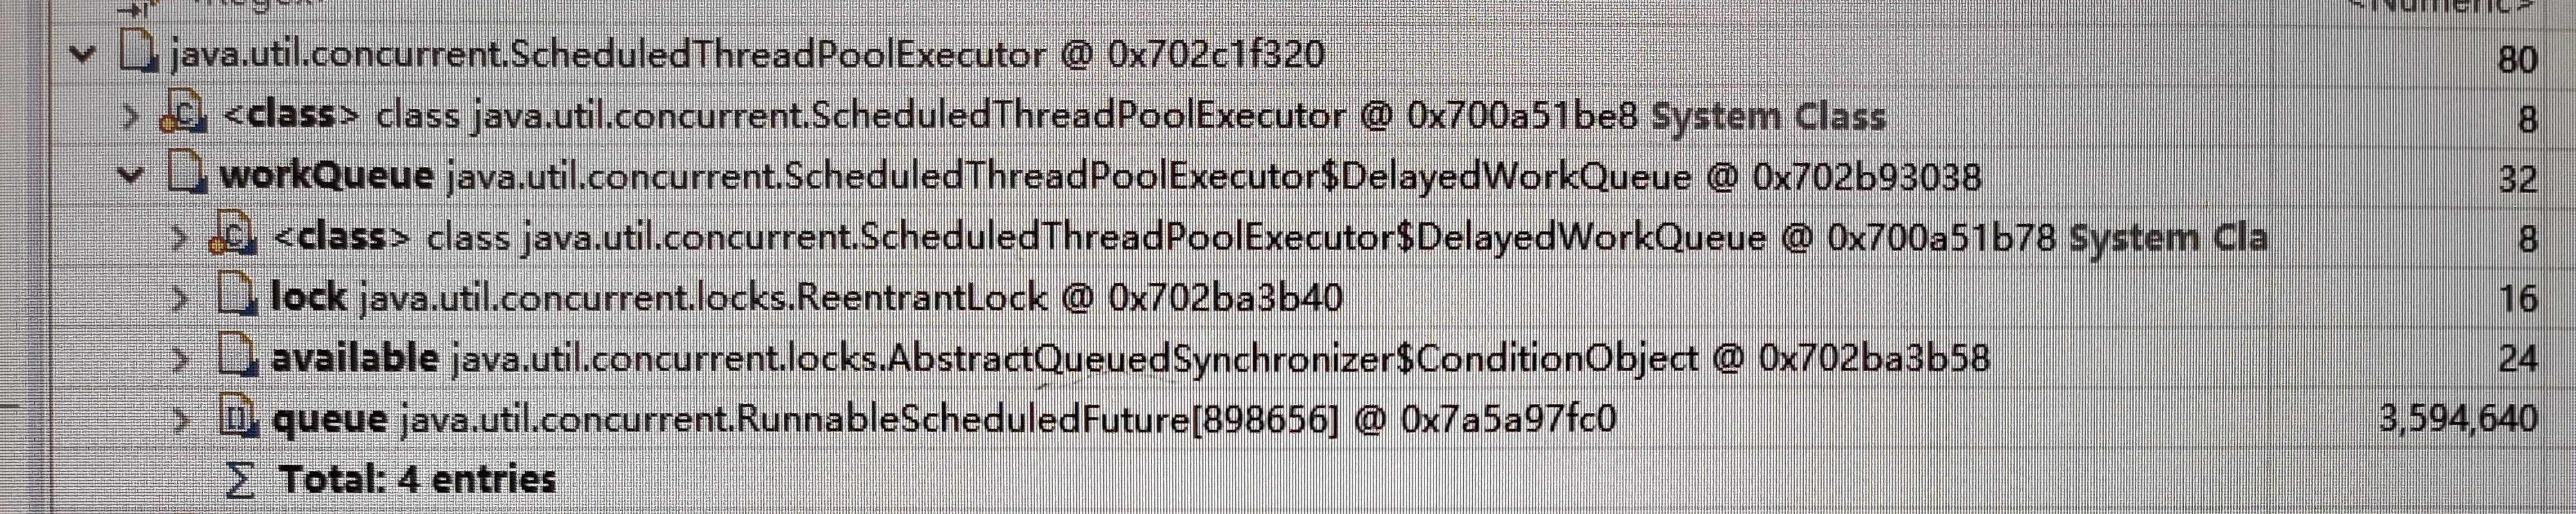 <Numeric>
java.util.concurrent.ScheduledThreadPoolExecutor @ 0x702c1f320 80
<class> class java.util.concurrent.ScheduledThreadPoolExecutor @ 0x700a51be8 System Class 8
workQueue java.util.concurrent.ScheduledThreadPoolExecutor$DelayedWorkQueue @ 0x702b93038 32
<class> class java.util.concurrent.ScheduledThreadPoolExecutor$DelayedWorkQueue @ 0x700a51b78 System Cla 8
lock java.util.concurrent.locks.ReentrantLock @ 0x702ba3b40 16
available java.util.concurrent.locks.AbstractQueuedSynchronizer$ConditionObject @ 0x702ba3b58 24
queue java.util.concurrent.RunnableScheduledFuture[898656] @ 0x7a5a97fc0 3,594,640
Total: 4 entries